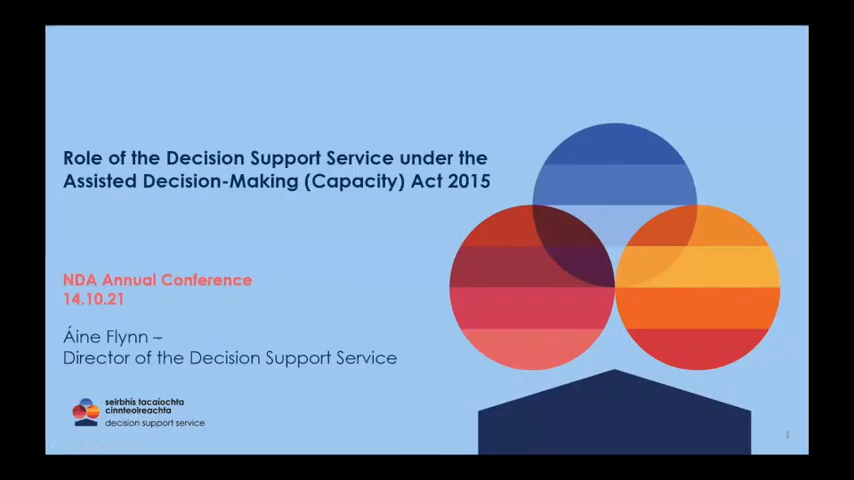 Role of the Decision Support Service under the
Assisted Decision-Making (Capacity) Act 2015
NDA Annual Conference
14.10.21
Áine Flynn –
Director of the Decision Support Service
seirbhís tacaíochta
cinnteoireachta
decision support service
1